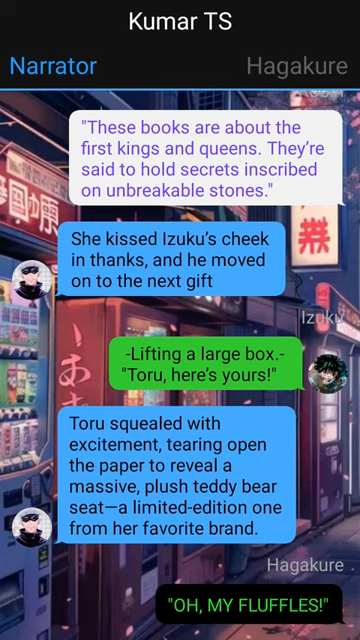 Kumar TS
Narrator
Hagakure
"These books are about the
first kings and queens. They’re
said to hold secrets inscribed
on unbreakable stones."
She kissed Izuku’s cheek
in thanks, and he moved
on to the next gift
Izuku
-Lifting a large box.-
"Toru, here’s yours!"
Toru squealed with
excitement, tearing open
the paper to reveal a
massive, plush teddy bear
seat—a limited-edition one
from her favorite brand.
Hagakure
"OH, MY FLUFFLES!"